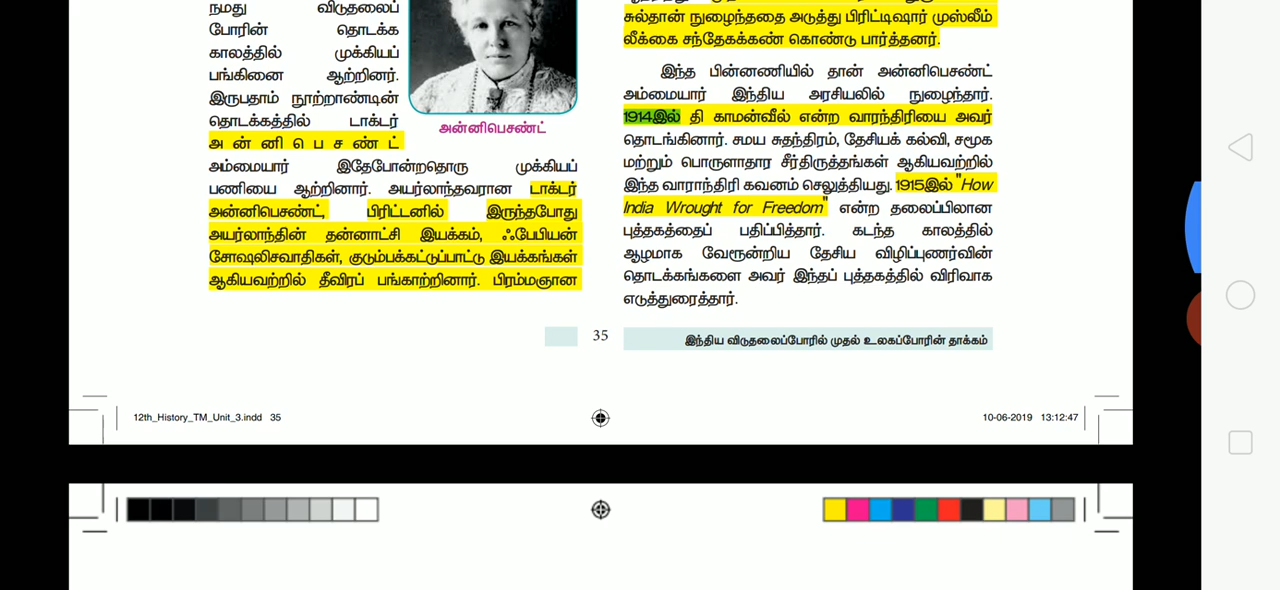 நமது விடுதலைப்
போரின் தொடக்க
காலத்தில் முக்கியப்
பங்கினை ஆற்றினர்.
இருபதாம் நூற்றாண்டின்
தொடக்கத்தில் டாக்டர்
அ ன் னி பெ ச ண் ட்
அம்மையார் இதேபோன்றதொரு முக்கியப்
பணியை ஆற்றினார். அயர்லாந்தவரான டாக்டர்
அன்னிபெசண்ட், பிரிட்டனில் இருந்தபோது
அயர்லாந்தின் தன்னாட்சி இயக்கம், ஃபேபியன்
சோஷலிசவாதிகள், குடும்பக்கட்டுப்பாட்டு இயக்கங்கள்
ஆகியவற்றில் தீவிரப் பங்காற்றினார். பிரம்மஞான
அன்னிபெசண்ட்
சுல்தான் நுழைந்ததை அடுத்து பிரிட்டிஷார் முஸ்லீம்
லீக்கை சந்தேகக்கண் கொண்டு பார்த்தனர்.
இந்த பின்னணியில் தான் அன்னிபெசண்ட்
அம்மையார் இந்திய அரசியலில் நுழைந்தார்.
1914இல் தி காமன்வீல் என்ற வாரந்திரியை அவர்
தொடங்கினார். சமய சுதந்திரம், தேசியக் கல்வி, சமூக
மற்றும் பொருளாதார சீர்திருத்தங்கள் ஆகியவற்றில்
இந்த வாராந்திரி கவனம் செலுத்தியது. 1915இல் "How
India Wrought for Freedom" என்ற தலைப்பிலான
புத்தகத்தைப் பதிப்பித்தார். கடந்த காலத்தில்
ஆழமாக வேரூன்றிய தேசிய விழிப்புணர்வின்
தொடக்கங்களை அவர் இந்தப் புத்தகத்தில் விரிவாக
எடுத்துரைத்தார்.
35
இந்திய விடுதலைப்போரில் முதல் உலகப்போரின் தாக்கம்
12th_History_TM_Unit_3.indd 35
10-06-2019 13:12:47